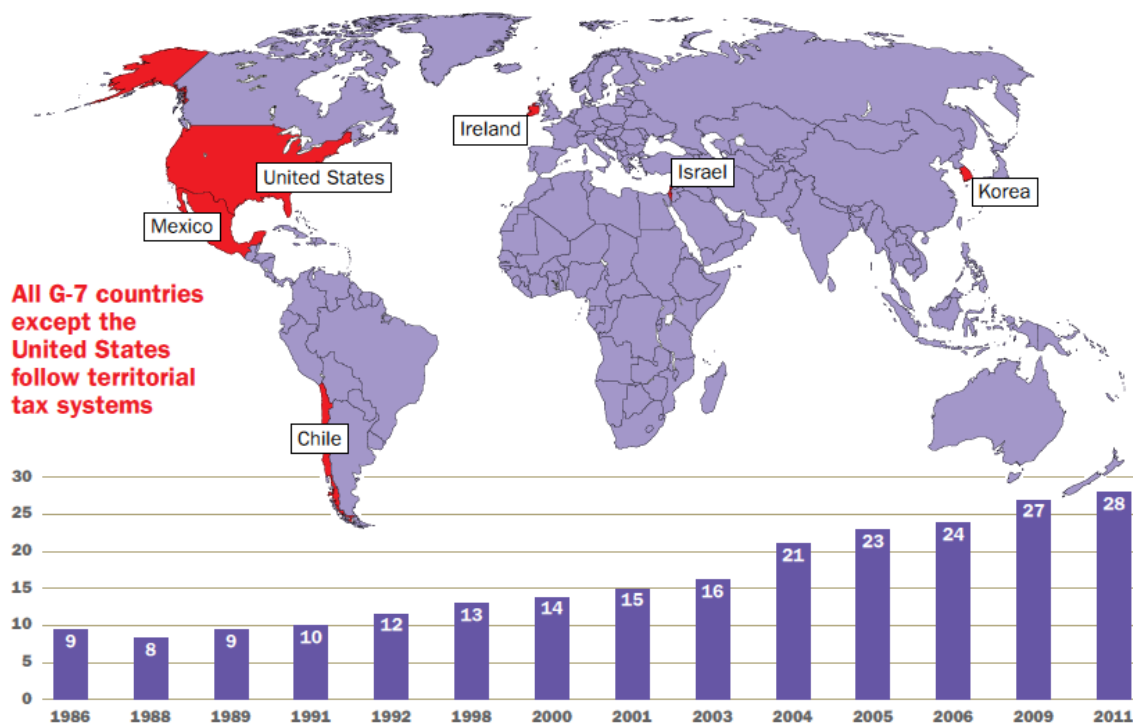 Ireland
United States
Israel
Korea
Mexico
All G-7 countries
except the
United States
follow territorial
tax systems
Chile
30
25
20
15
10
5
0
9 8 9 10 12 13 14 15 16 21 23 24 27 28
1986 1988 1989 1991 1992 1998 2000 2001 2003 2004 2005 2006 2009 2011